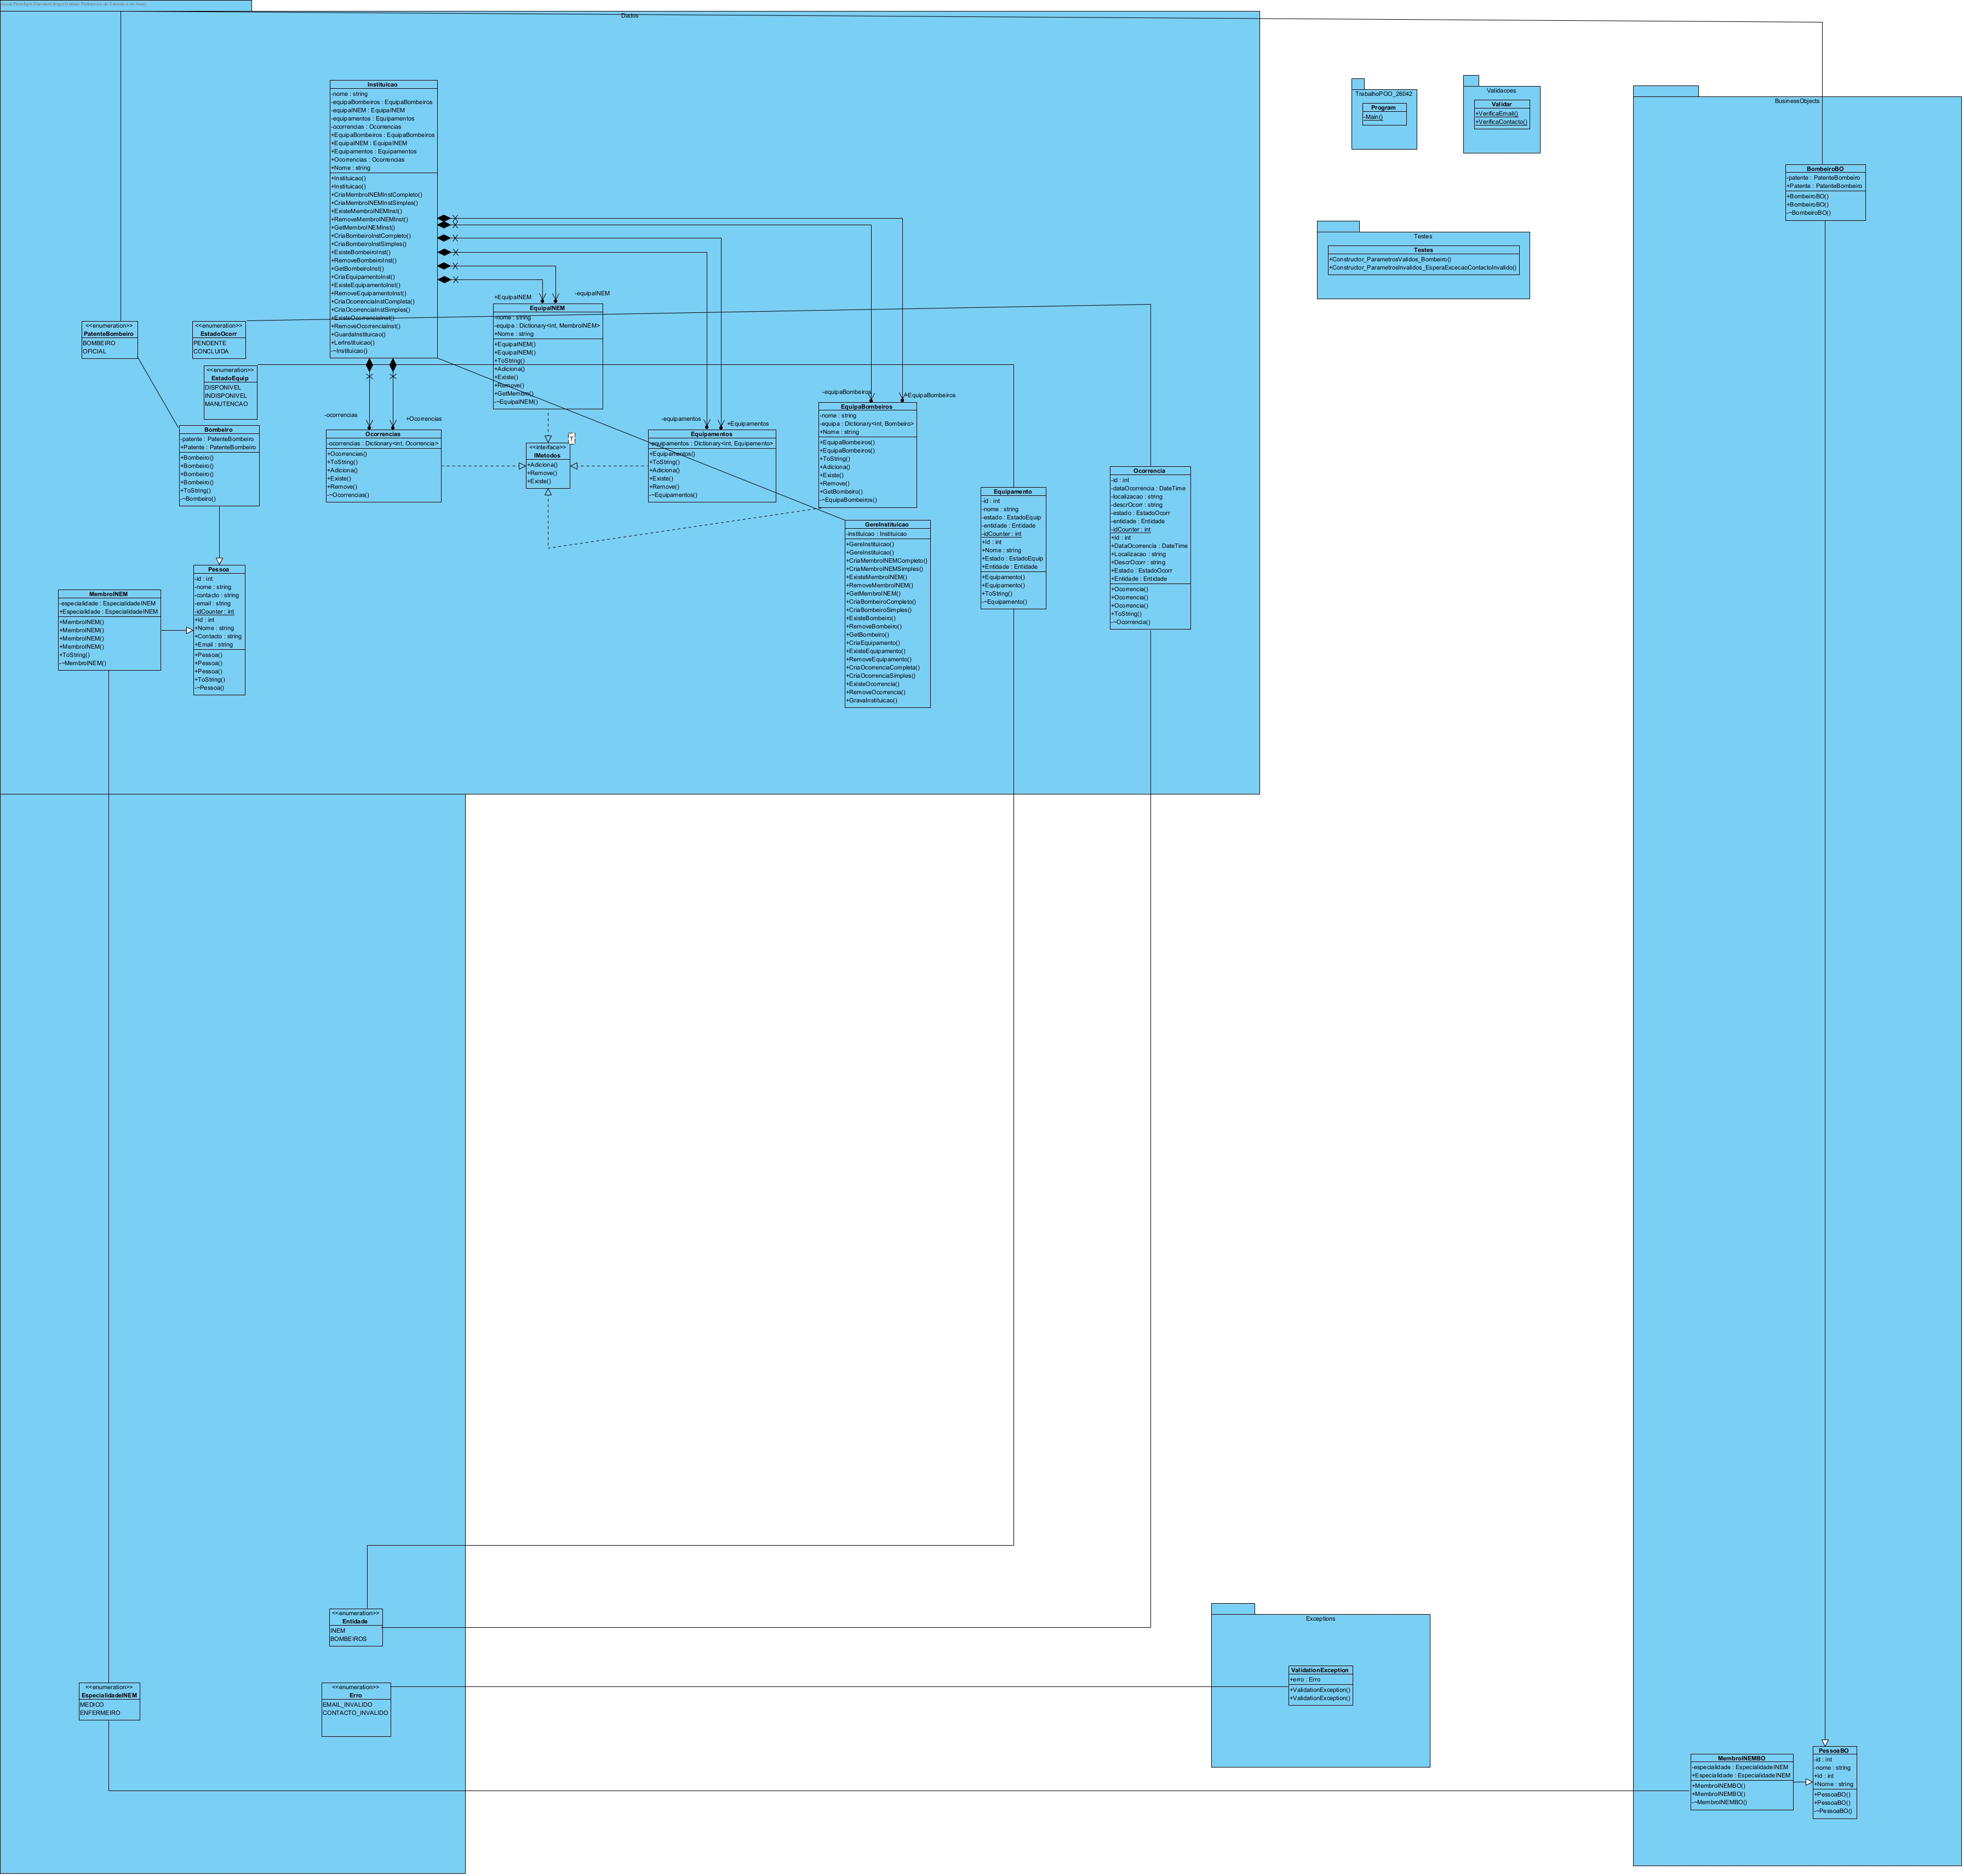 Dados
Instituicao
-nome : string
-equipaBombeiros : EquipaBombeiros
-equipaINEM : EquipaINEM
-equipamentos : Equipamentos
-ocorrencias : Ocorrencias
+EquipaBombeiros : EquipaBombeiros
+EquipaINEM : EquipaINEM
+Equipamentos : Equipamentos
+Ocorrencias : Ocorrencias
+Nome : string
+Instituicao()
+Instituicao()
+CriaMembroINEMInstCompleto()
+CriaMembroINEMInstSimples()
+ExisteMembroINEMInst()
+RemoveMembroINEMInst()
+GetMembroINEMInst()
+CriaBombeiroInstCompleto()
+CriaBombeiroInstSimples()
+ExisteBombeiroInst()
+RemoveBombeiroInst()
+GetBombeiroInst()
+CriaEquipamentoInst()
+ExisteEquipamentoInst()
+RemoveEquipamentoInst()
+CriaOcorrenciaInstCompleta()
+CriaOcorrenciaInstSimples()
+ExisteOcorrenciaInst()
+RemoveOcorrenciaInst()
+GuardaInstituicao()
+LerInstituicao()
-~Instituicao()
TrabalhoPOO_26042
Program
-Main()
Validacoes
Validar
+VerificaEmail()
+VerificaContacto()
BusinessObjects
BombeiroBO
-patente : PatenteBombeiro
+Patente : PatenteBombeiro
+BombeiroBO()
+BombeiroBO()
-~BombeiroBO()
Testes
Testes
+Constructor_ParametrosValidos_Bombeiro()
+Constructor_ParametrosInvalidos_EsperaExcecaoContactoInvalido()
+EquipaINEM
-equipaINEM
EquipaINEM
-nome : string
-equipa : Dictionary<int, MembroINEM>
+Nome : string
+EquipaINEM()
+EquipaINEM()
+ToString()
+Adiciona()
+Existe()
+Remove()
+GetMembro()
-~EquipaINEM()
<<enumeration>>
PatenteBombeiro
BOMBEIRO
OFICIAL
<<enumeration>>
EstadoOcorr
PENDENTE
CONCLUIDA
<<enumeration>>
EstadoEquip
DISPONIVEL
INDISPONIVEL
MANUTENCAO
-ocorrencias
+Ocorrencias
-equipamentos
+Equipamentos
-equipaBombeiros
+EquipaBombeiros
Bombeiro
-patente : PatenteBombeiro
+Patente : PatenteBombeiro
+Bombeiro()
+Bombeiro()
+Bombeiro()
+Bombeiro()
+ToString()
-~Bombeiro()
Ocorrencias
-ocorrencias : Dictionary<int, Ocorrencia>
+Ocorrencias()
+ToString()
+Adiciona()
+Existe()
+Remove()
-~Ocorrencias()
T
<<interface>>
IMetodos
+Adiciona()
+Remove()
+Existe()
Equipamentos
-equipamentos : Dictionary<int, Equipamento>
+Equipamentos()
+ToString()
+Adiciona()
+Existe()
+Remove()
-~Equipamentos()
EquipaBombeiros
-nome : string
-equipa : Dictionary<int, Bombeiro>
+Nome : string
+EquipaBombeiros()
+EquipaBombeiros()
+ToString()
+Adiciona()
+Existe()
+Remove()
+GetBombeiro()
-~EquipaBombeiros()
Ocorrencia
-id : int
-dataOcorrencia : DateTime
-localizacao : string
-descrOcorr : string
-estado : EstadoOcorr
-entidade : Entidade
-idCounter : int
+Id : int
+DataOcorrencia : DateTime
+Localizacao : string
+DescrOcorr : string
+Estado : EstadoOcorr
+Entidade : Entidade
+Ocorrencia()
+Ocorrencia()
+Ocorrencia()
+ToString()
-~Ocorrencia()
Equipamento
-id : int
-nome : string
-estado : EstadoEquip
-entidade : Entidade
-idCounter : int
+Id : int
+Nome : string
+Estado : EstadoEquip
+Entidade : Entidade
+Equipamento()
+Equipamento()
+ToString()
-~Equipamento()
GereInstituicao
-instituicao : Instituicao
+GereInstituicao()
+GereInstituicao()
+CriaMembroINEMCompleto()
+CriaMembroINEMSimples()
+ExisteMembroINEM()
+RemoveMembroINEM()
+GetMembroINEM()
+CriaBombeiroCompleto()
+CriaBombeiroSimples()
+ExisteBombeiro()
+RemoveBombeiro()
+GetBombeiro()
+CriaEquipamento()
+ExisteEquipamento()
+RemoveEquipamento()
+CriaOcorrenciaCompleta()
+CriaOcorrenciaSimples()
+ExisteOcorrencia()
+RemoveOcorrencia()
+GravaInstituicao()
Pessoa
-id : int
-nome : string
-contacto : string
-email : string
-idCounter : int
+Id : int
+Nome : string
+Contacto : string
+Email : string
+Pessoa()
+Pessoa()
+Pessoa()
+ToString()
-~Pessoa()
MembroINEM
-especialidade : EspecialidadeINEM
+Especialidade : EspecialidadeINEM
+MembroINEM()
+MembroINEM()
+MembroINEM()
+MembroINEM()
+ToString()
-~MembroINEM()
<<enumeration>>
Entidade
INEM
BOMBEIROS
Exceptions
ValidationException
+erro : Erro
+ValidationException()
+ValidationException()
<<enumeration>>
EspecialidadeINEM
MEDICO
ENFERMEIRO
<<enumeration>>
Erro
EMAIL_INVALIDO
CONTACTO_INVALIDO
MembroINEMBO
-especialidade : EspecialidadeINEM
+Especialidade : EspecialidadeINEM
+MembroINEMBO()
+MembroINEMBO()
-~MembroINEMBO()
PessoaBO
-id : int
-nome : string
+Id : int
+Nome : string
+PessoaBO()
+PessoaBO()
-~PessoaBO()